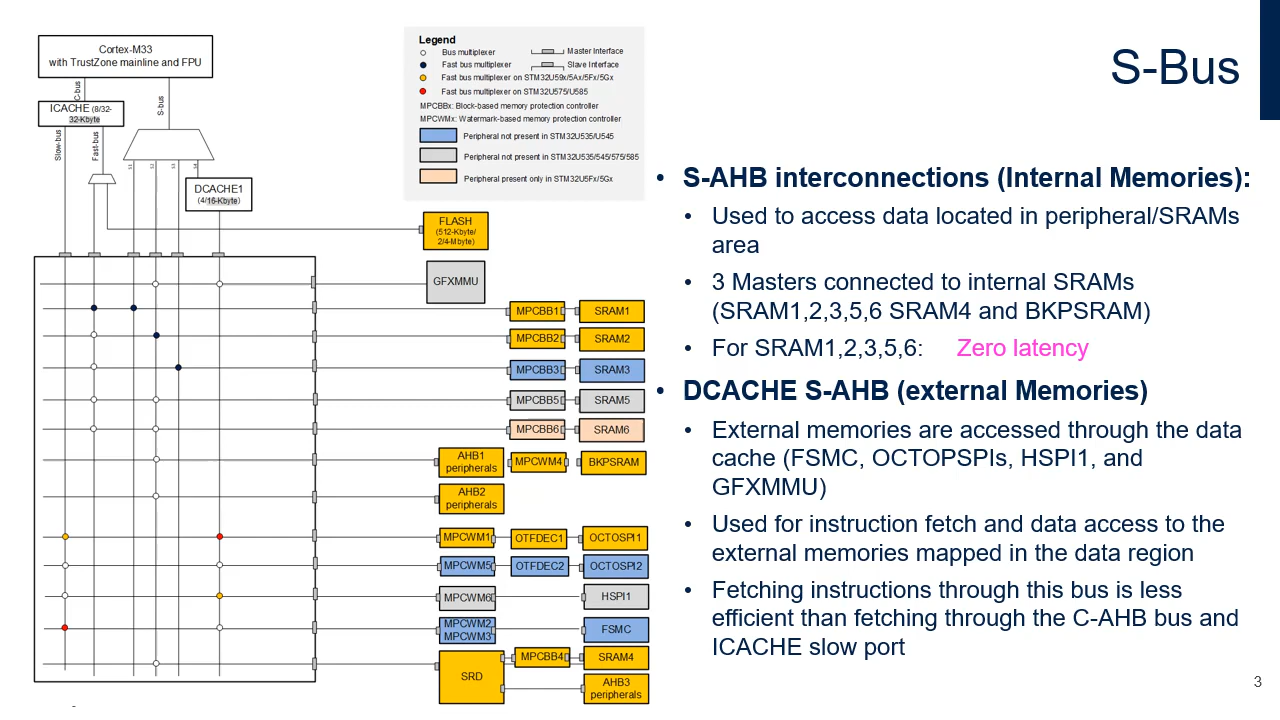 S-Bus
Cortex-M33
with TrustZone mainline and FPU
C-bus
S-bus
ICACHE (8/32-
32-Kbyte)
Slow-bus
Fast-bus
S1
S2
S3
S4
DCACHE1
(4/16-Kbyte)
Legend
Bus multiplexer
Master Interface
Fast bus multiplexer
Slave Interface
Fast bus multiplexer on STM32U59x/5Ax/5Fx/5Gx
Fast bus multiplexer on STM32U575/U585
MPCBBx: Block-based memory protection controller
MPCWMx: Watermark-based memory protection controller
Peripheral not present in STM32U535/U545
Peripheral not present in STM32U535/545/575/585
Peripheral present only in STM32U5Fx/5Gx
FLASH
(512-Kbyte/
2/4-Mbyte)
GFXMMU
MPCBB1
SRAM1
MPCBB2
SRAM2
MPCBB3
SRAM3
MPCBB5
SRAM5
MPCBB6
SRAM6
AHB1
peripherals
MPCWM4
BKPSRAM
AHB2
peripherals
MPCWM1
OTFDEC1
OCTOSPI1
MPCWM5
OTFDEC2
OCTOSPI2
MPCWM6
HSPI1
MPCWM2
MPCWM3
FSMC
SRD
MPCBB4
SRAM4
AHB3
peripherals
• S-AHB interconnections (Internal Memories):
• Used to access data located in peripheral/SRAMs
area
• 3 Masters connected to internal SRAMs
(SRAM1,2,3,5,6 SRAM4 and BKPSRAM)
• For SRAM1,2,3,5,6: Zero latency
• DCACHE S-AHB (external Memories)
• External memories are accessed through the data
cache (FSMC, OCTOPSPIs, HSPI1, and
GFXMMU)
• Used for instruction fetch and data access to the
external memories mapped in the data region
• Fetching instructions through this bus is less
efficient than fetching through the C-AHB bus and
ICACHE slow port
3